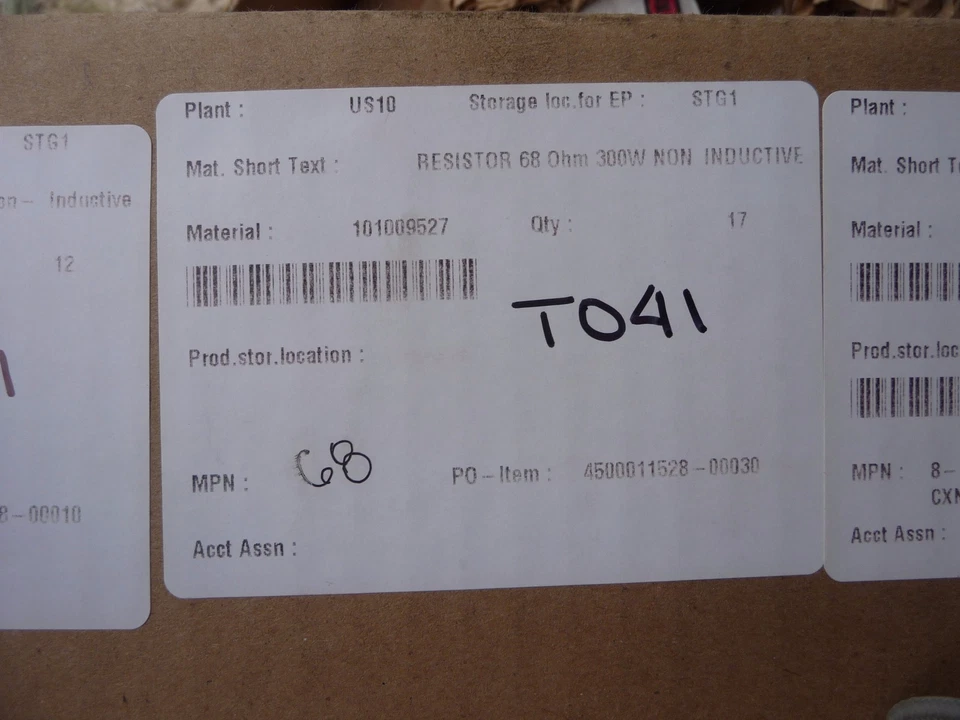 STG1
on- Inductive
12
8-00010
Plant : US10 Storage loc.for EP : STG1
Mat. Short Text : RESISTOR 68 Ohm 300W NON INDUCTIVE
Material : 101009527 Qty : 17
T041
Prod.stor.location :
MPN : 68 PO-Item : 4500011528-00030
Acct Assn :
Plant :
Mat. Short
Material :
Prod.stor.loc
MPN : 8-
CXN
Acct Assn :